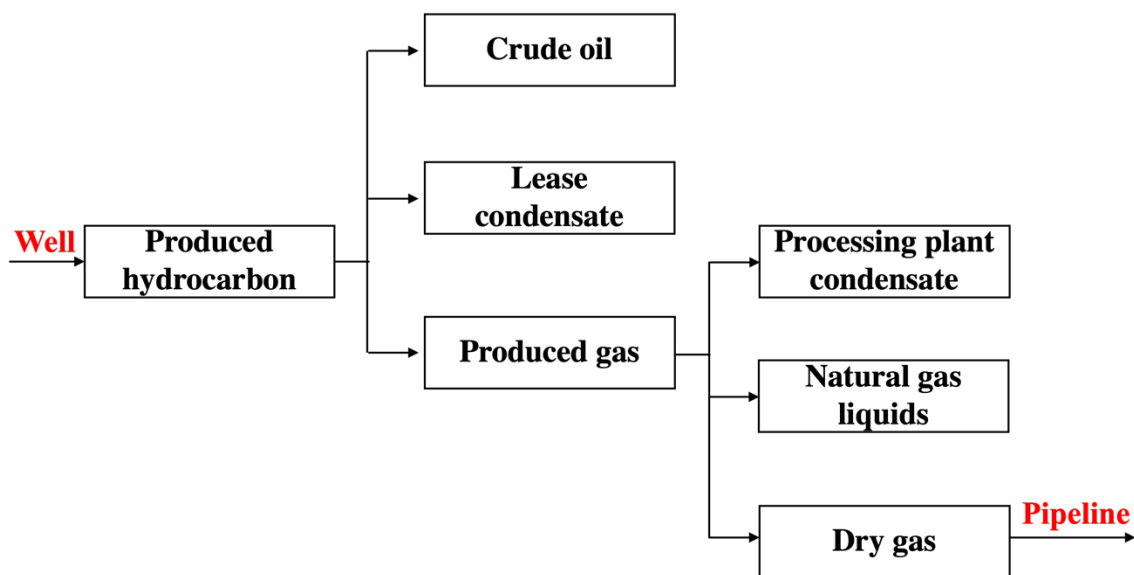 Crude oil
Lease
condensate
Well
Produced
hydrocarbon
Processing plant
condensate
Produced gas
Natural gas
liquids
Pipeline
Dry gas